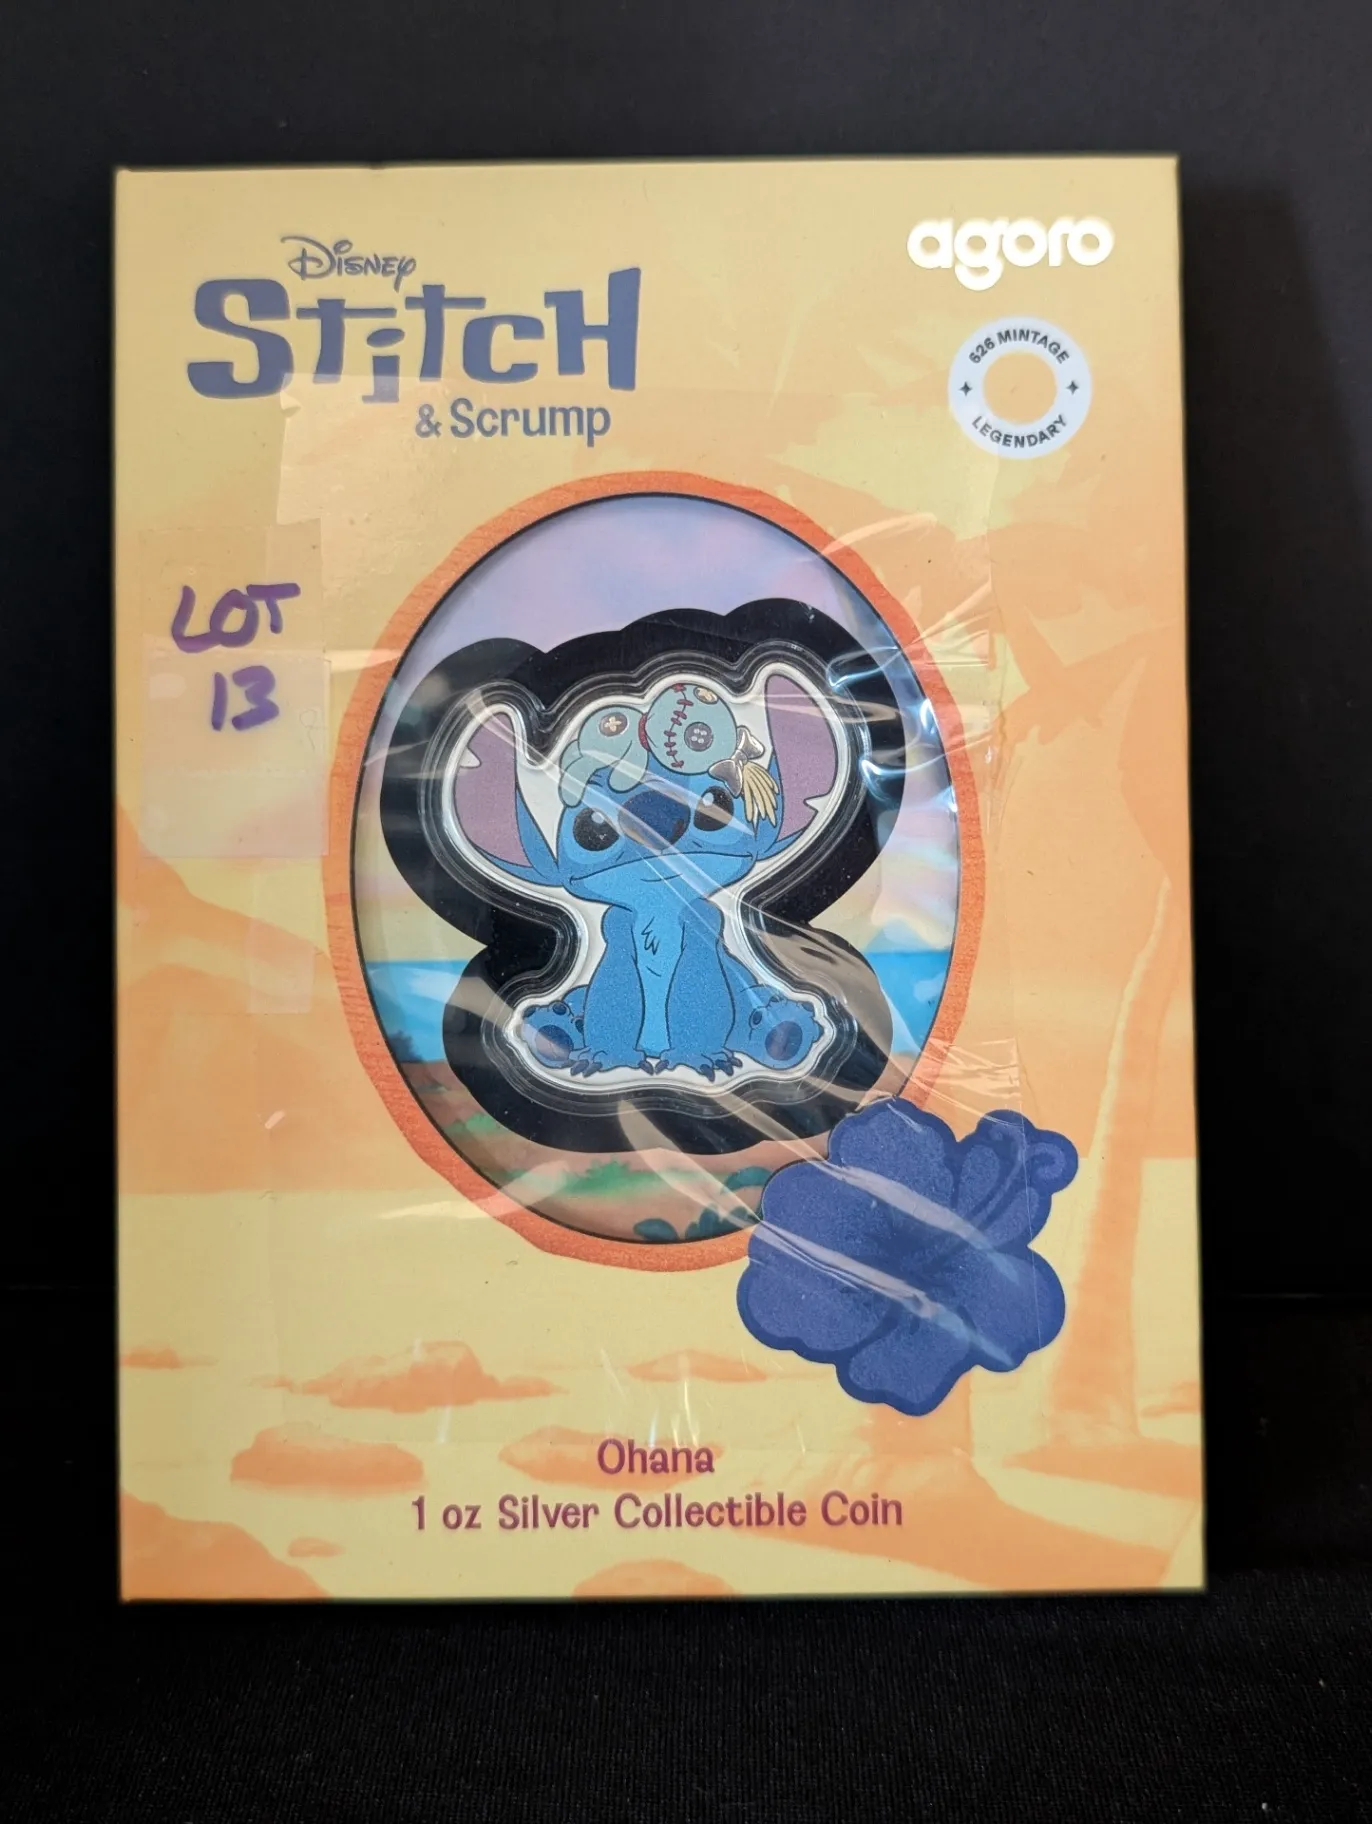 Disney
Stitch
& Scrump
agoro
626 MINTAGE
LEGENDARY
LOT
13
Ohana
1 oz Silver Collectible Coin